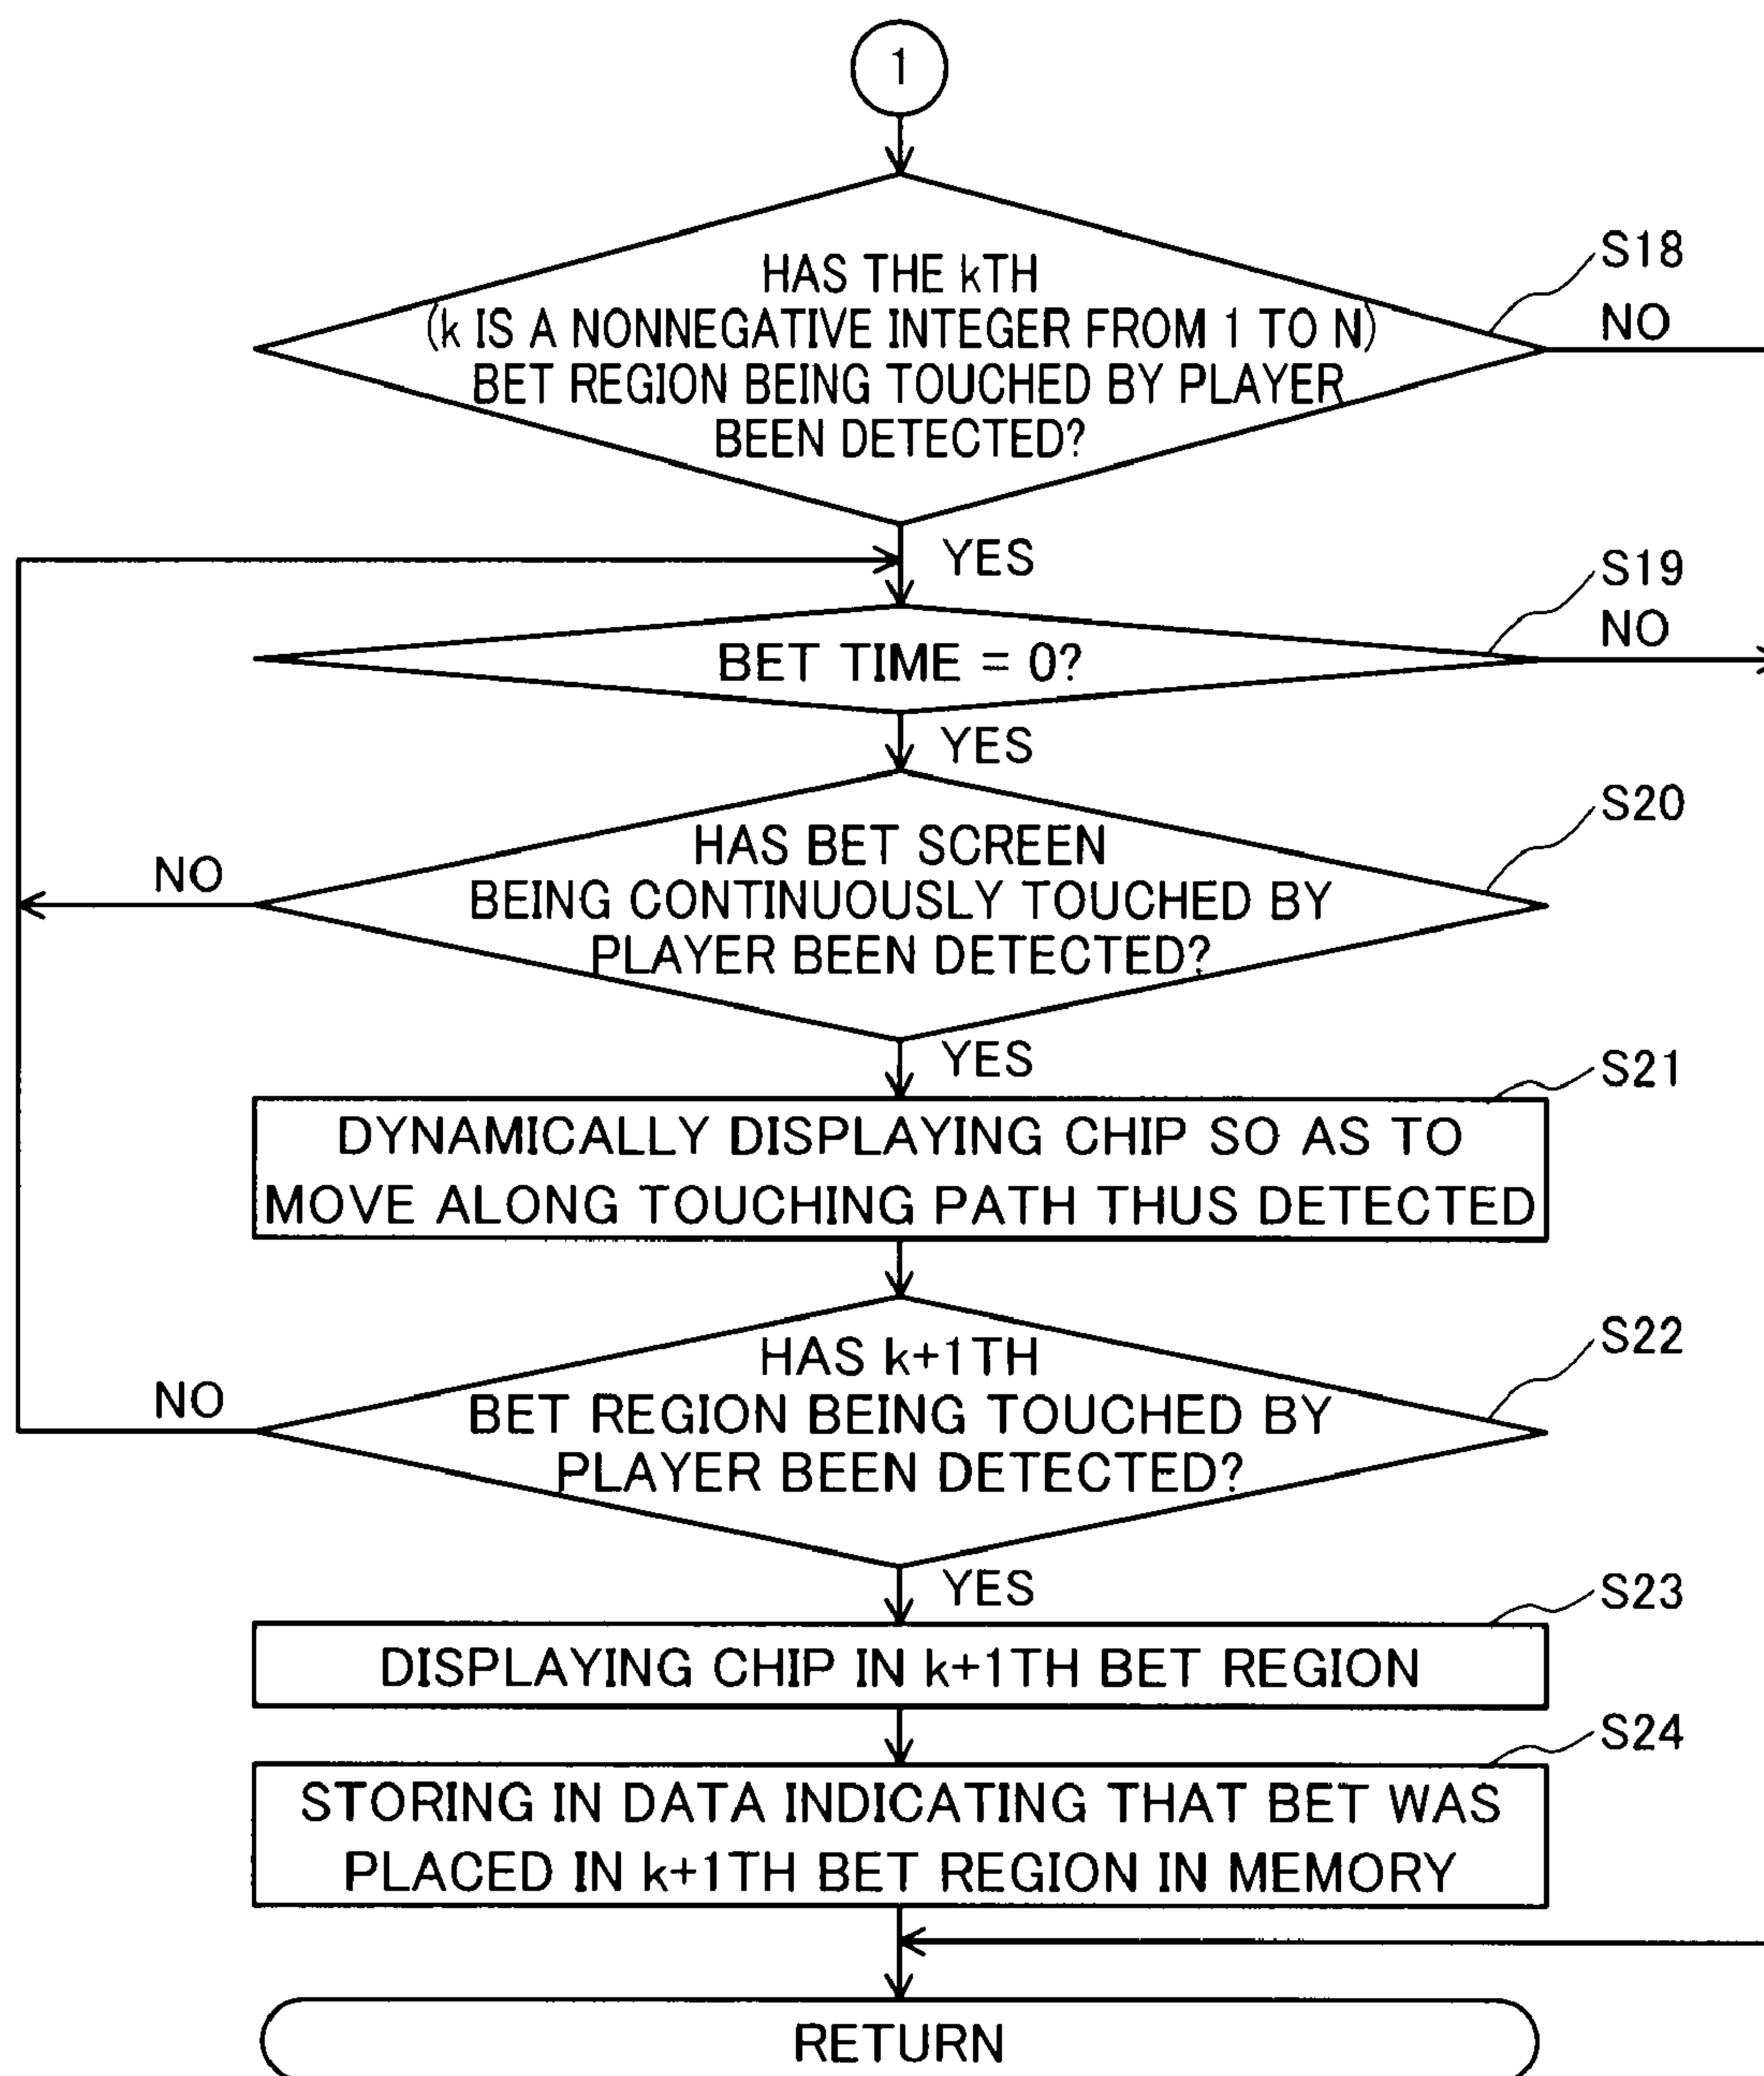 1
HAS THE kTH
(k IS A NONNEGATIVE INTEGER FROM 1 TO N)
BET REGION BEING TOUCHED BY PLAYER
BEEN DETECTED?
S18
NO
YES
S19
NO
BET TIME = 0?
YES
S20
HAS BET SCREEN
NO
BEING CONTINUOUSLY TOUCHED BY
PLAYER BEEN DETECTED?
YES
S21
DYNAMICALLY DISPLAYING CHIP SO AS TO
MOVE ALONG TOUCHING PATH THUS DETECTED
S22
HAS k+1TH
NO
BET REGION BEING TOUCHED BY
PLAYER BEEN DETECTED?
YES
S23
DISPLAYING CHIP IN k+1TH BET REGION
S24
STORING IN DATA INDICATING THAT BET WAS
PLACED IN k+1TH BET REGION IN MEMORY
RETURN